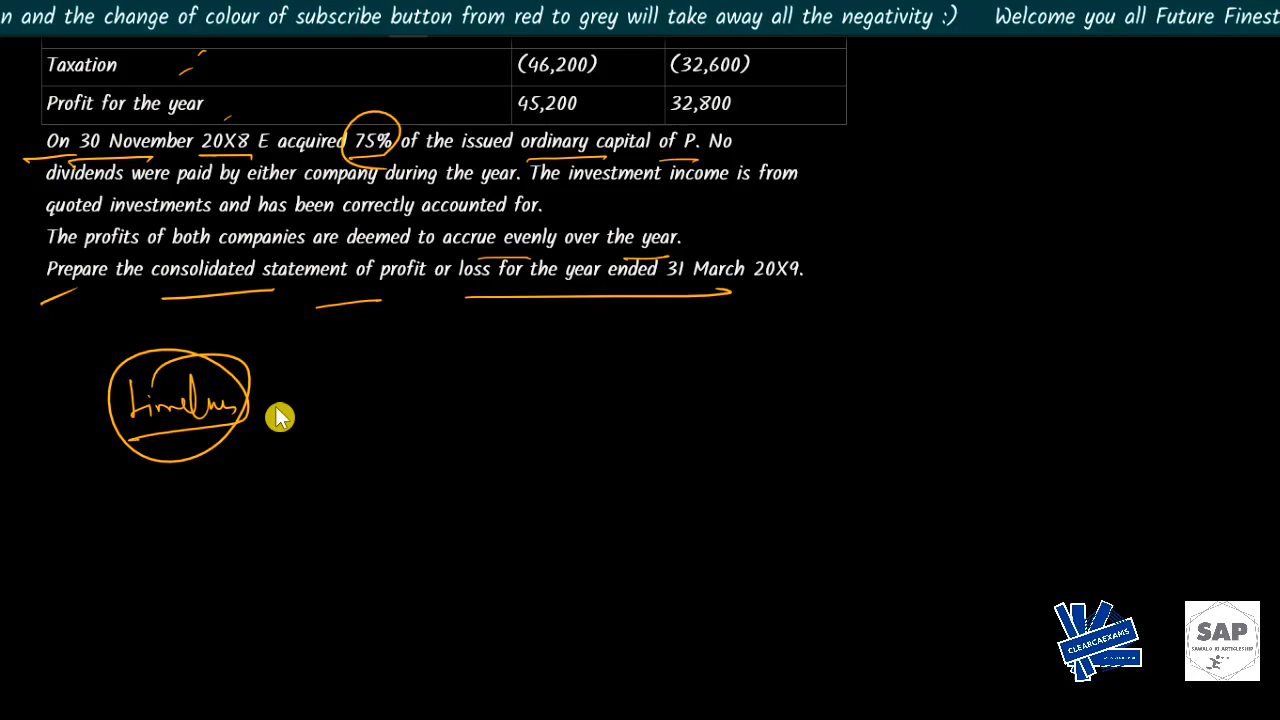 n and the change of colour of subscribe button from red to grey will take away all the negativity :) Welcome you all Future Finest
Taxation (46,200) (32,600)
Profit for the year 45,200 32,800
On 30 November 20X8 E acquired 75% of the issued ordinary capital of P. No
dividends were paid by either company during the year. The investment income is from
quoted investments and has been correctly accounted for.
The profits of both companies are deemed to accrue evenly over the year.
Prepare the consolidated statement of profit or loss for the year ended 31 March 20X9.
CLEARCAEXAMS
SAP
SAMALO KI ARTICLESHIP